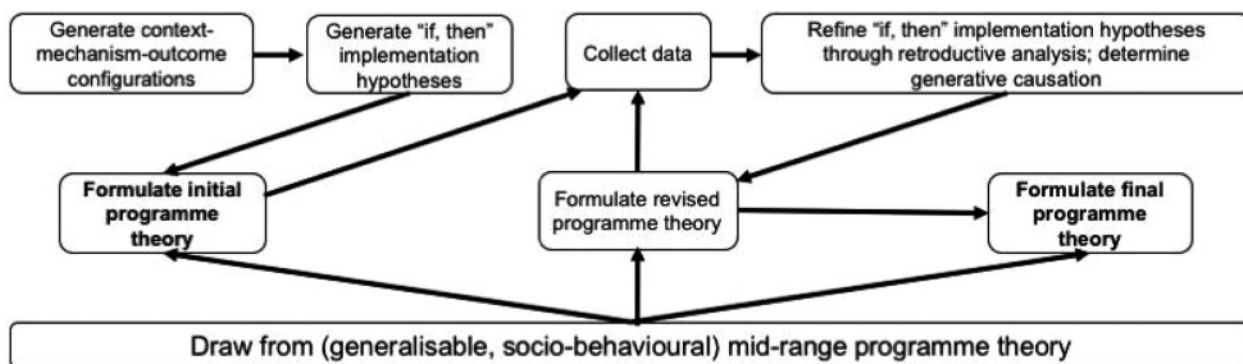 Generate context-
mechanism-outcome
configurations
Generate “if, then”
implementation
hypotheses
Collect data
Refine “if, then” implementation hypotheses
through retroductive analysis; determine
generative causation
Formulate initial
programme
theory
Formulate revised
programme theory
Formulate final
programme
theory
Draw from (generalisable, socio-behavioural) mid-range programme theory